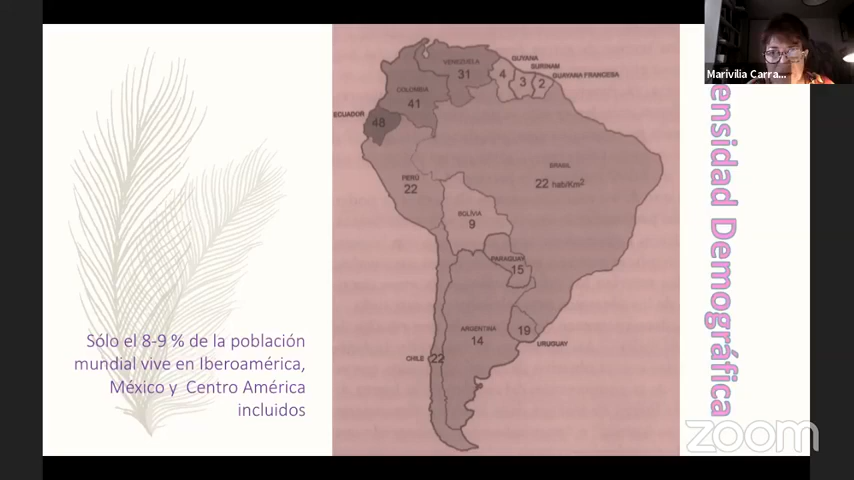 Marivilia Carra...
ensidad Demográfica
GUYANA
SURINAM
GUAYANA FRANCESA
VENEZUELA
31
4
3
2
COLOMBIA
41
ECUADOR
48
BRASIL
22 hab/Km2
PERÚ
22
BOLIVIA
9
PARAGUAY
15
ARGENTINA
14
19
URUGUAY
CHILE
22
Sólo el 8-9 % de la población
mundial vive en Iberoamérica,
México y Centro América
incluidos
zoom